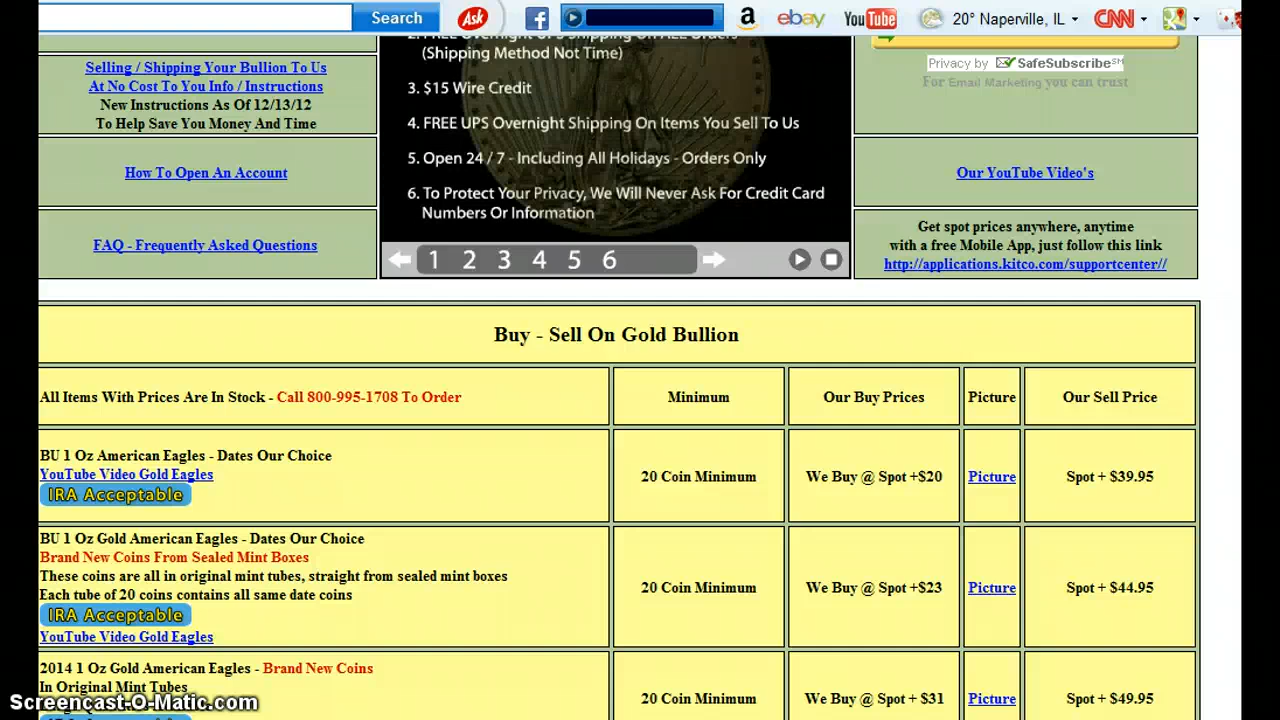 Search
Ask
a
ebay
You Tube
20° Naperville, IL
CNN
2. FREE Overnight UPS Shipping On ALL Orders
(Shipping Method Not Time)
3. $15 Wire Credit
4. FREE UPS Overnight Shipping On Items You Sell To Us
5. Open 24 / 7 - Including All Holidays - Orders Only
6. To Protect Your Privacy, We Will Never Ask For Credit Card
Numbers Or Information
1 2 3 4 5 6
Selling / Shipping Your Bullion To Us
At No Cost To You Info / Instructions
New Instructions As Of 12/13/12
To Help Save You Money And Time
How To Open An Account
FAQ - Frequently Asked Questions
Privacy by SafeSubscribe℠
For Email Marketing you can trust
Our YouTube Video's
Get spot prices anywhere, anytime
with a free Mobile App, just follow this link
http://applications.kitco.com/supportcenter//
Buy - Sell On Gold Bullion
All Items With Prices Are In Stock - Call 800-995-1708 To Order
Minimum
Our Buy Prices
Picture
Our Sell Price
BU 1 Oz American Eagles - Dates Our Choice
YouTube Video Gold Eagles
IRA Acceptable
20 Coin Minimum
We Buy @ Spot +$20
Picture
Spot + $39.95
BU 1 Oz Gold American Eagles - Dates Our Choice
Brand New Coins From Sealed Mint Boxes
These coins are all in original mint tubes, straight from sealed mint boxes
Each tube of 20 coins contains all same date coins
IRA Acceptable
YouTube Video Gold Eagles
20 Coin Minimum
We Buy @ Spot +$23
Picture
Spot + $44.95
2014 1 Oz Gold American Eagles - Brand New Coins
In Original Mint Tubes
20 Coin Minimum
We Buy @ Spot + $31
Picture
Spot + $49.95
Screencast-O-Matic.com